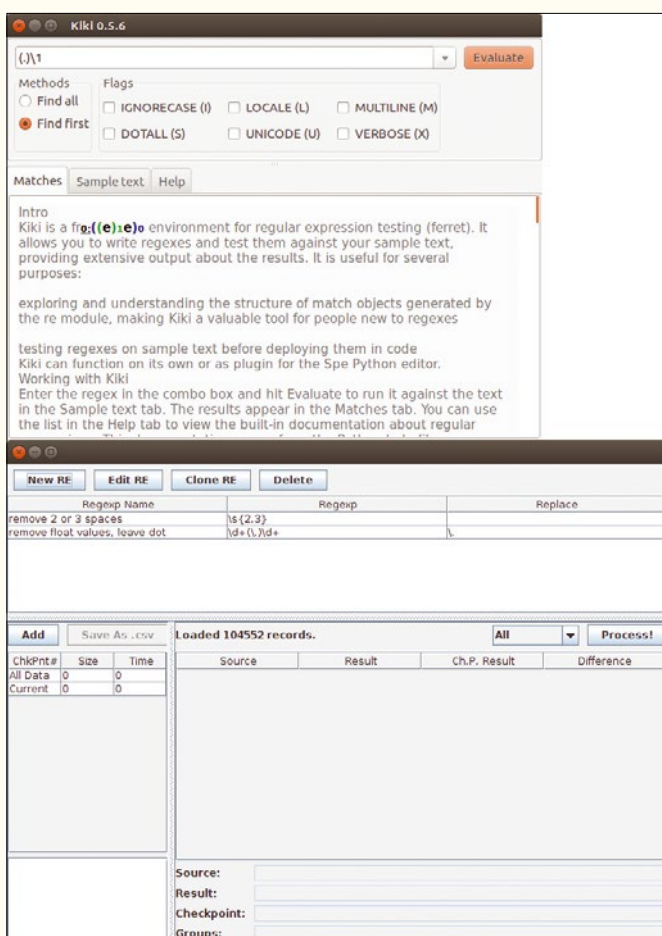 Kiki 0.5.6
(.)\1
Evaluate
Methods
Flags
Find all
Find first
IGNORECASE (I)
LOCALE (L)
MULTILINE (M)
DOTALL (S)
UNICODE (U)
VERBOSE (X)
Matches
Sample text
Help
Intro
Kiki is a fr0:((e)1e)0 environment for regular expression testing (ferret). It
allows you to write regexes and test them against your sample text,
providing extensive output about the results. It is useful for several
purposes:
exploring and understanding the structure of match objects generated by
the re module, making Kiki a valuable tool for people new to regexes
testing regexes on sample text before deploying them in code
Kiki can function on its own or as plugin for the Spe Python editor.
Working with Kiki
Enter the regex in the combo box and hit Evaluate to run it against the text
in the Sample text tab. The results appear in the Matches tab. You can use
the list in the Help tab to view the built-in documentation about regular
New RE
Edit RE
Clone RE
Delete
Regexp Name
Regexp
Replace
remove 2 or 3 spaces
\s{2.3}
remove float values, leave dot
\d+(\.)\d+
\.
Add
Save As .csv
Loaded 104552 records.
All
Process!
ChkPnt#
Size
Time
All Data
0
0
Current
0
0
Source
Result
Ch.P. Result
Difference
Source:
Result:
Checkpoint:
Groups: